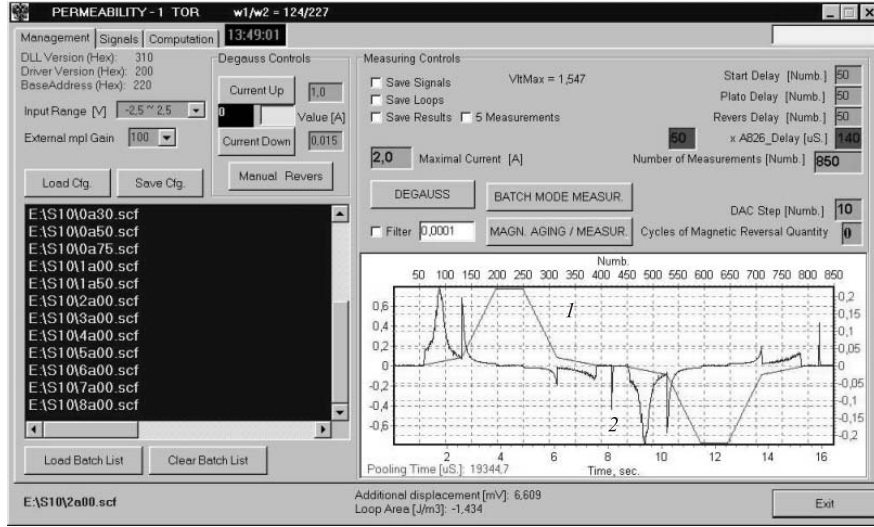 PERMEABILITY - 1 TOR w1/w2 = 124/227
Management Signals Computation 13:49:01
DLL Version (Hex): 310
Driver Version (Hex): 200
BaseAddress (Hex): 220
Input Range [V] -2,5 ~ 2,5
External mpl Gain 100
Load Cfg. Save Cfg.
Degauss Controls
Current Up 1,0
0 Value [A]
Current Down 0,015
Manual Revers
Measuring Controls
Save Signals VltMax = 1,547
Save Loops
Save Results 5 Measurements
Start Delay [Numb.] 50
Plato Delay [Numb.] 50
Revers Delay [Numb.] 50
50 x A826_Delay [uS.] 140
2,0 Maximal Current [A]
Number of Measurements [Numb.] 850
DEGAUSS BATCH MODE MEASUR.
DAC Step [Numb.] 10
Filter 0,0001 MAGN. AGING / MEASUR. Cycles of Magnetic Reversal Quantity 0
E:\S10\0a30.scf
E:\S10\0a50.scf
E:\S10\0a75.scf
E:\S10\1a00.scf
E:\S10\1a50.scf
E:\S10\2a00.scf
E:\S10\3a00.scf
E:\S10\4a00.scf
E:\S10\5a00.scf
E:\S10\6a00.scf
E:\S10\7a00.scf
E:\S10\8a00.scf
Load Batch List Clear Batch List
Numb.
50 100 150 200 250 300 350 400 450 500 550 600 650 700 750 800 850
0,6 0,2
0,15
0,4 0,1
0,2 0,05
0 0
-0,2 -0,05
-0,4 -0,1
-0,15
-0,6 -0,2
1
2
2 4 6 8 10 12 14 16
Pooling Time [uS.]: 19344,7 Time, sec.
E:\S10\2a00.scf
Additional displacement [mV]: 6,609
Loop Area [J/m3]: -1,434
Exit